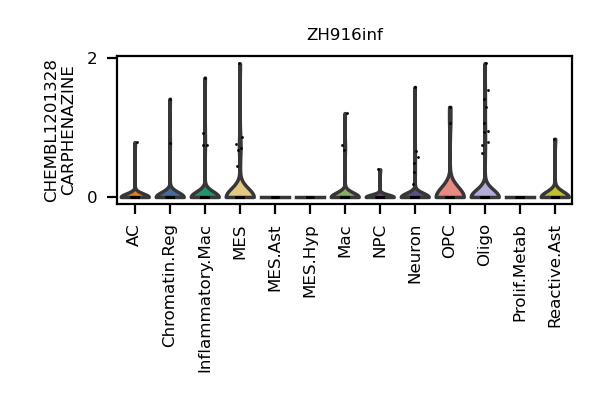 ZH916inf
CHEMBL1201328
CARPHENAZINE
2
0
AC
Chromatin.Reg
Inflammatory.Mac
MES
MES.Ast
MES.Hyp
Mac
NPC
Neuron
OPC
Oligo
Prolif.Metab
Reactive.Ast